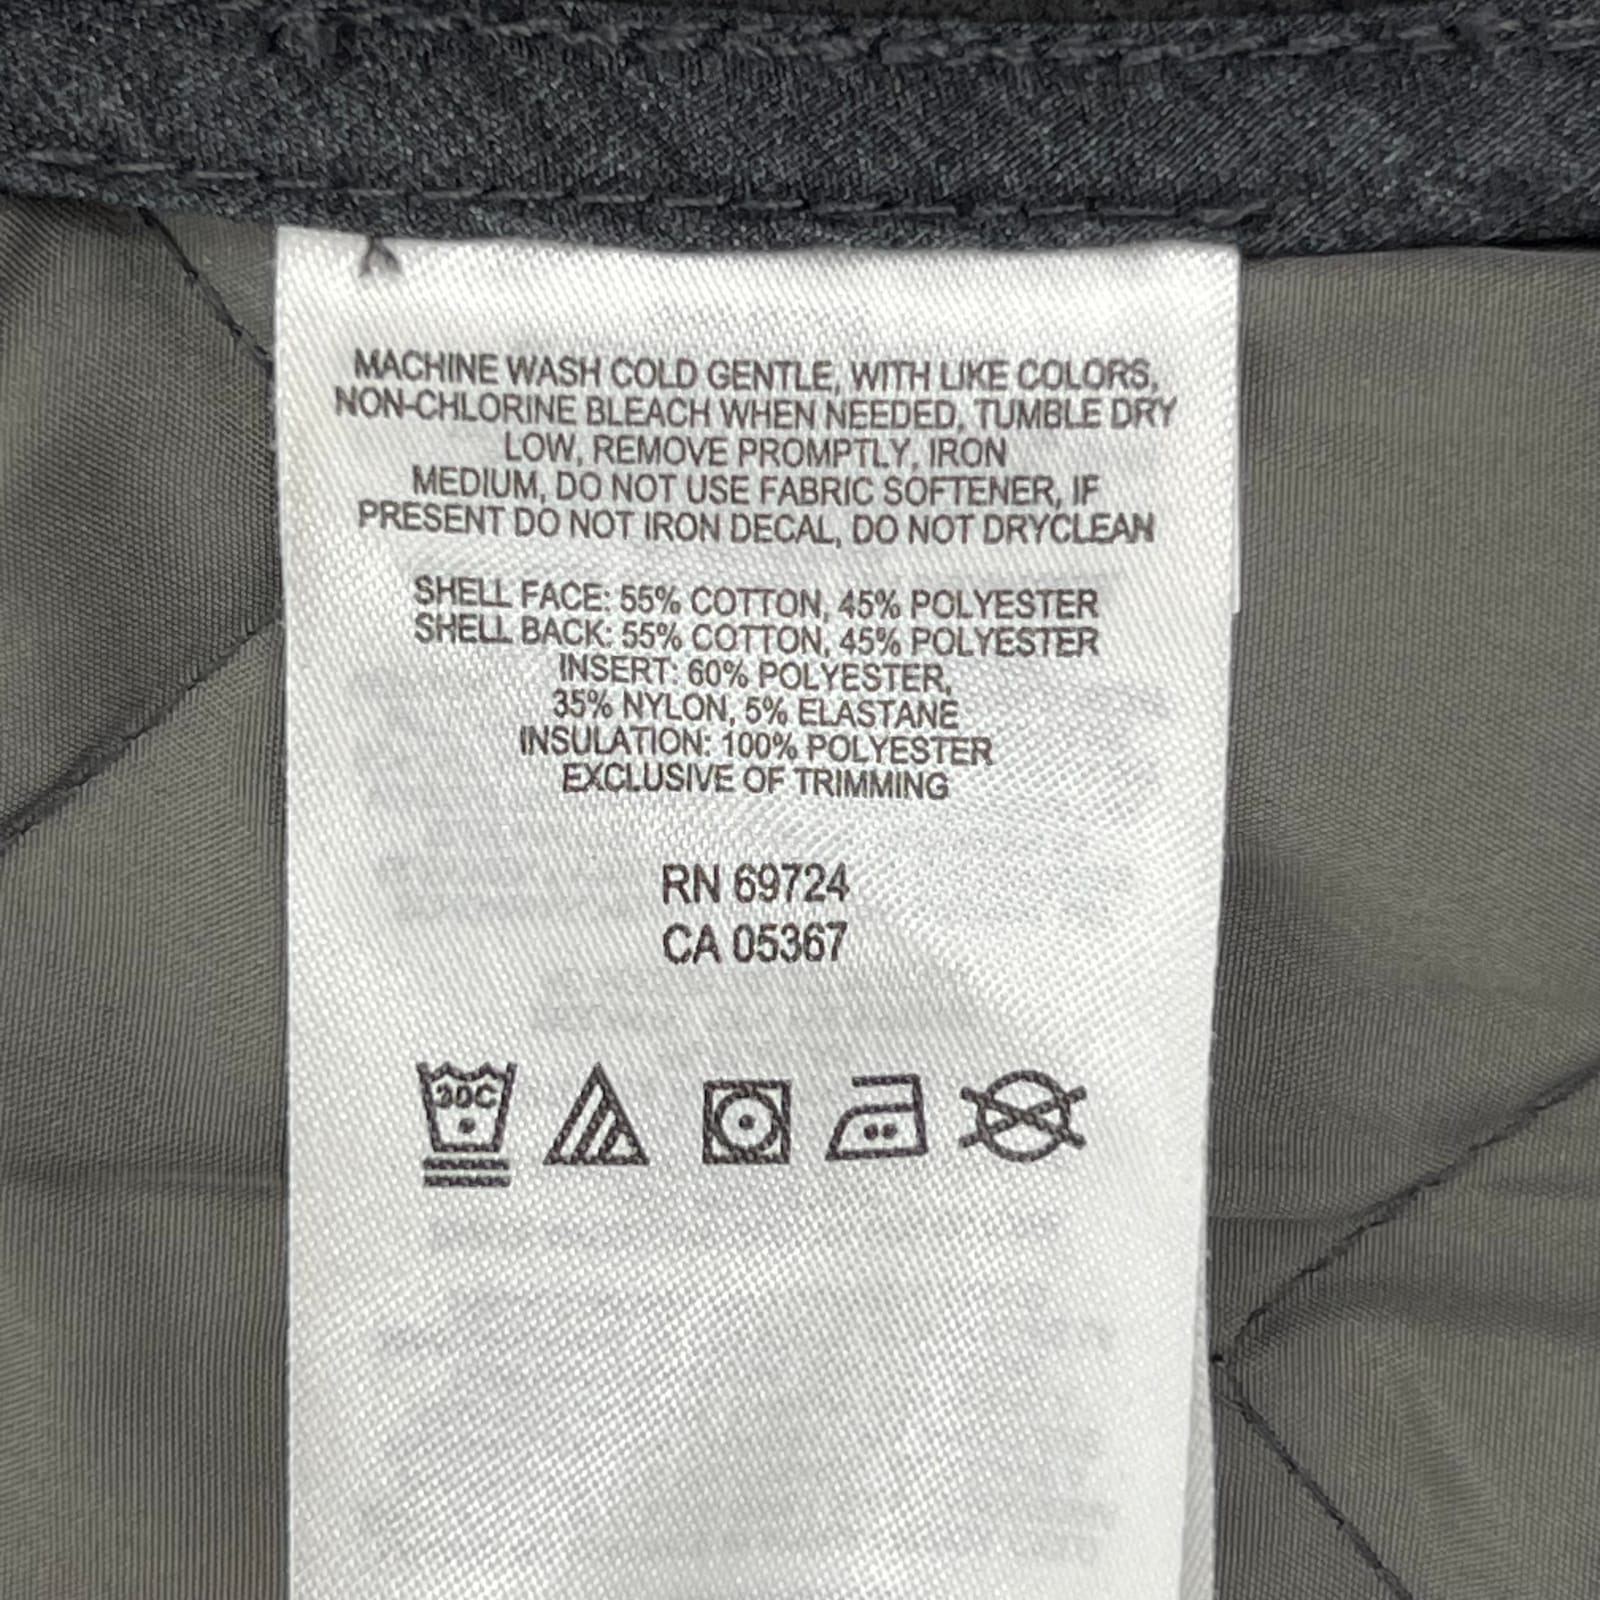 MACHINE WASH COLD GENTLE, WITH LIKE COLORS,
NON-CHLORINE BLEACH WHEN NEEDED, TUMBLE DRY
LOW, REMOVE PROMPTLY, IRON
MEDIUM, DO NOT USE FABRIC SOFTENER, IF
PRESENT DO NOT IRON DECAL, DO NOT DRYCLEAN
SHELL FACE: 55% COTTON, 45% POLYESTER
SHELL BACK: 55% COTTON, 45% POLYESTER
INSERT: 60% POLYESTER,
35% NYLON, 5% ELASTANE
INSULATION: 100% POLYESTER
EXCLUSIVE OF TRIMMING
RN 69724
CA 05367
30C